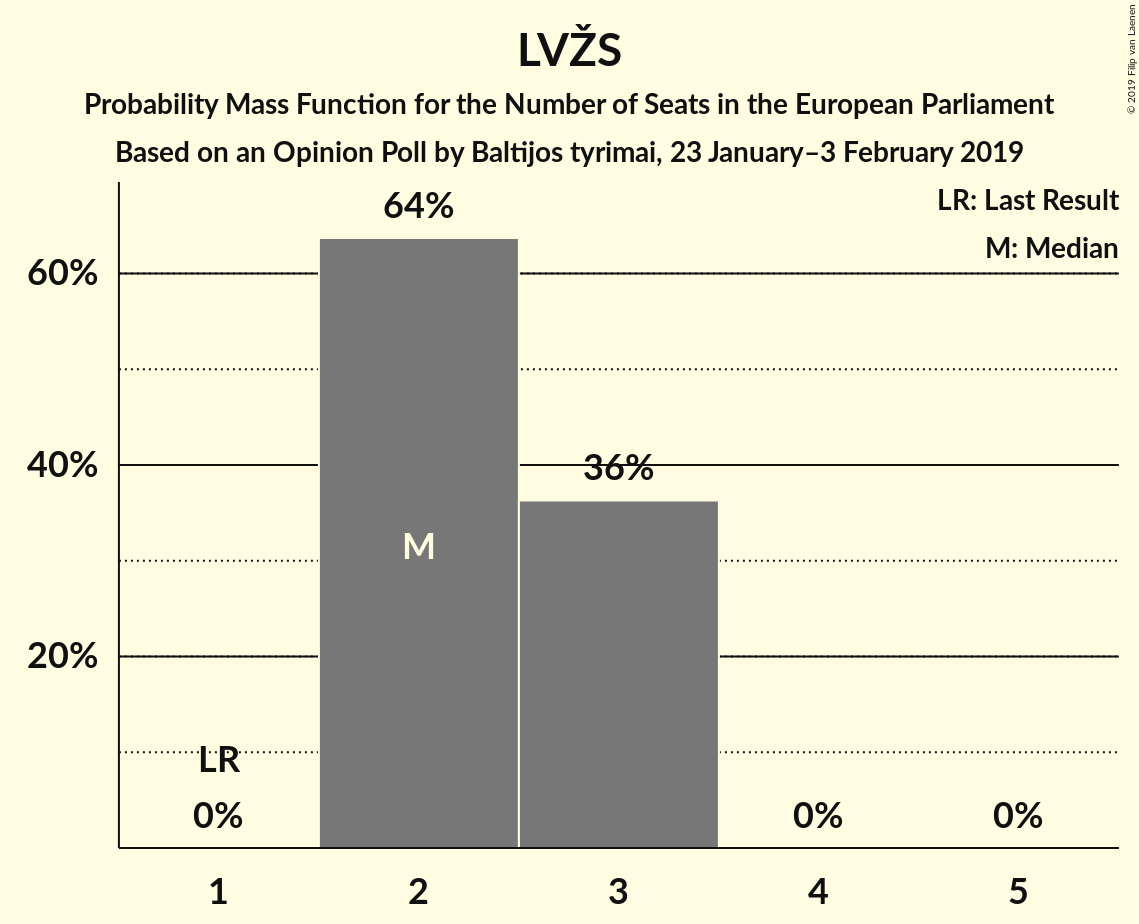 LVŽS
Probability Mass Function for the Number of Seats in the European Parliament
Based on an Opinion Poll by Baltijos tyrimai, 23 January–3 February 2019
© 2019 Filip van Laenen
LR: Last Result
M: Median
64%
60%
40%
36%
M
20%
LR
0%
0%
0%
1
2
3
4
5